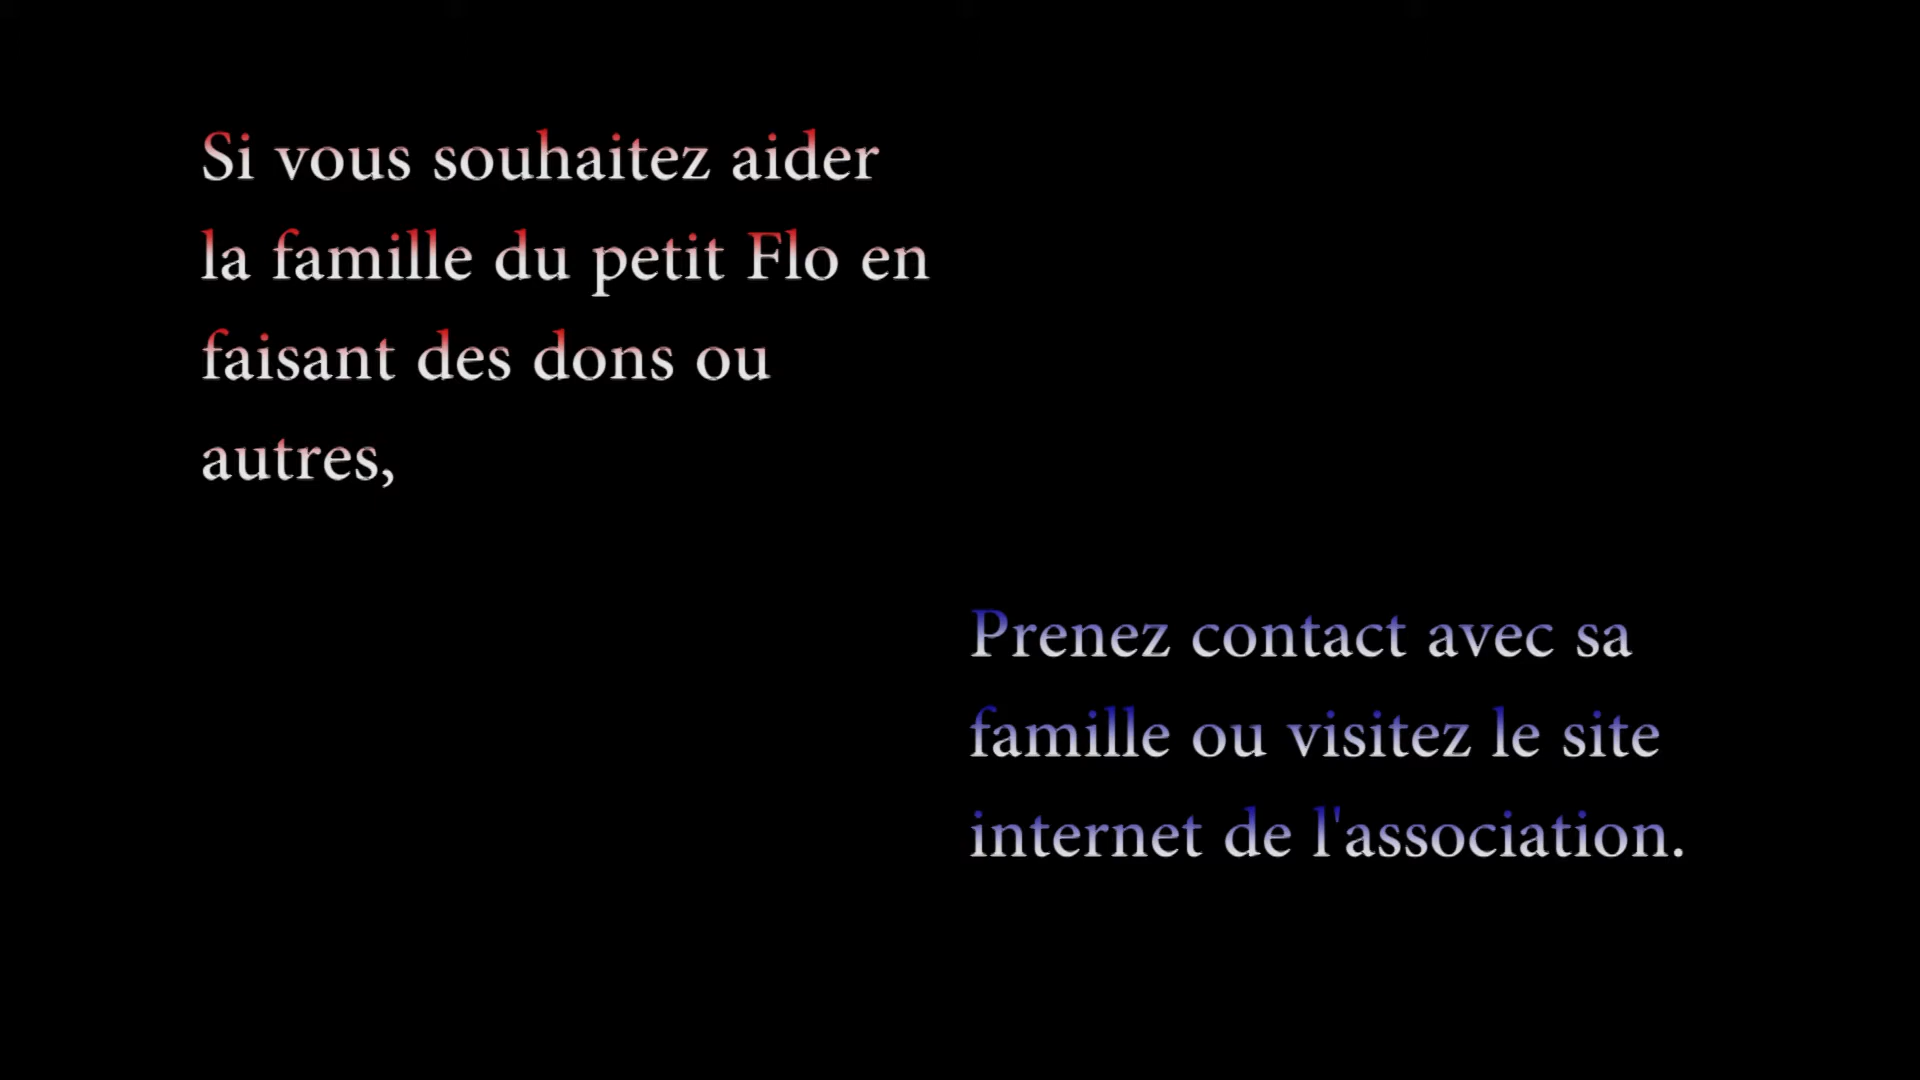 Si vous souhaitez aider
la famille du petit Flo en
faisant des dons ou
autres,
Prenez contact avec sa
famille ou visitez le site
internet de l'association.